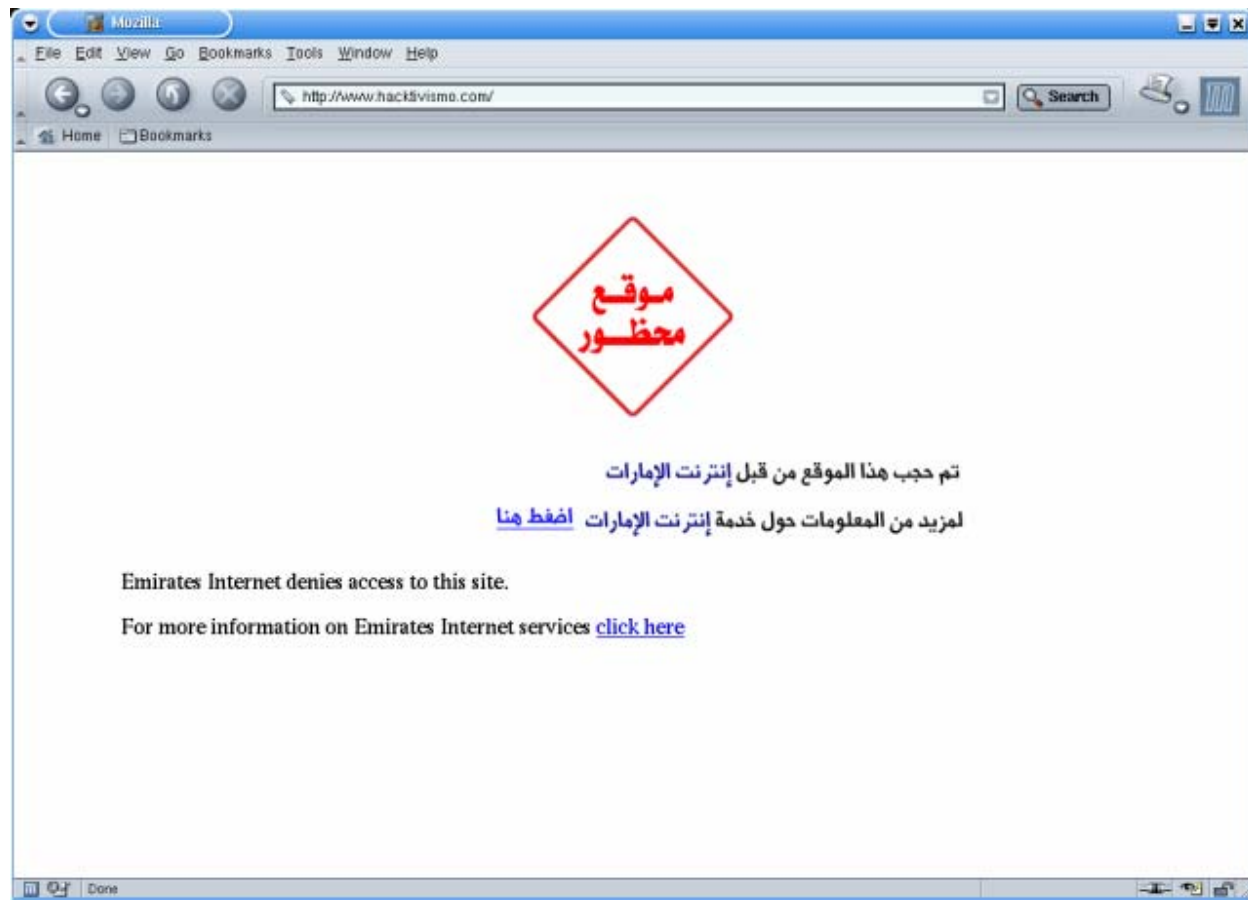 Mozilla
File Edit View Go Bookmarks Tools Window Help
http://www.hacktivismo.com/
Search
Home Bookmarks
موقع
محظور
تم حجب هذا الموقع من قبل إنترنت الإمارات
لمزيد من المعلومات حول خدمة إنترنت الإمارات اضغط هنا
Emirates Internet denies access to this site.
For more information on Emirates Internet services click here
Done